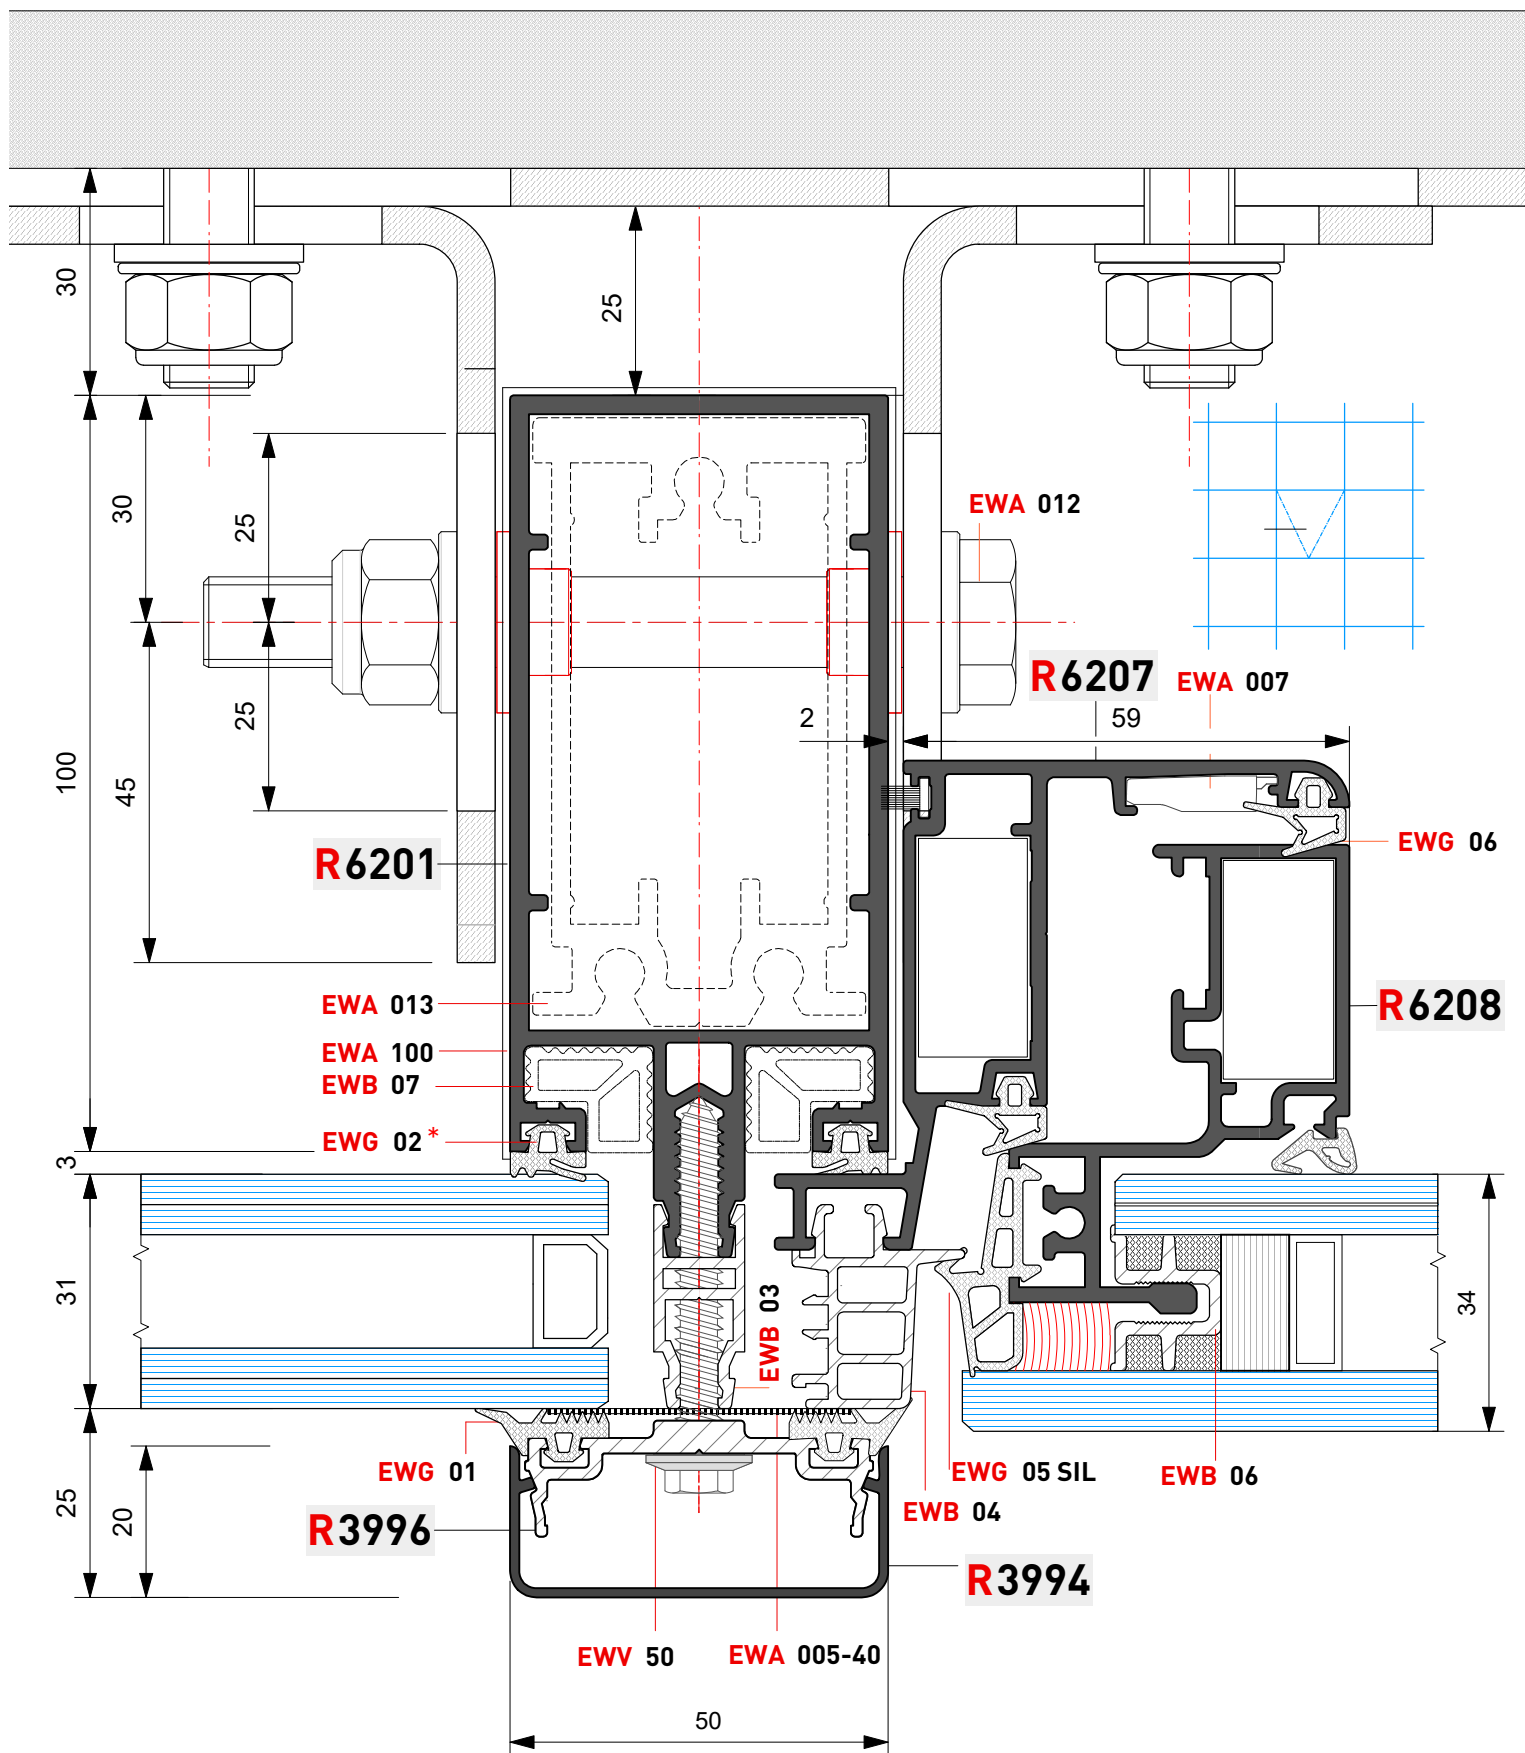 30
25
30
25
EWA 012
R6207
EWA 007
2
59
25
100
45
R6201
EWG 06
EWA 013
R6208
EWA 100
EWB 07
EWG 02*
3
31
EWB 03
34
EWG 01
EWG 05 SIL
EWB 06
25
20
R3996
EWB 04
R3994
EWV 50
EWA 005-40
50